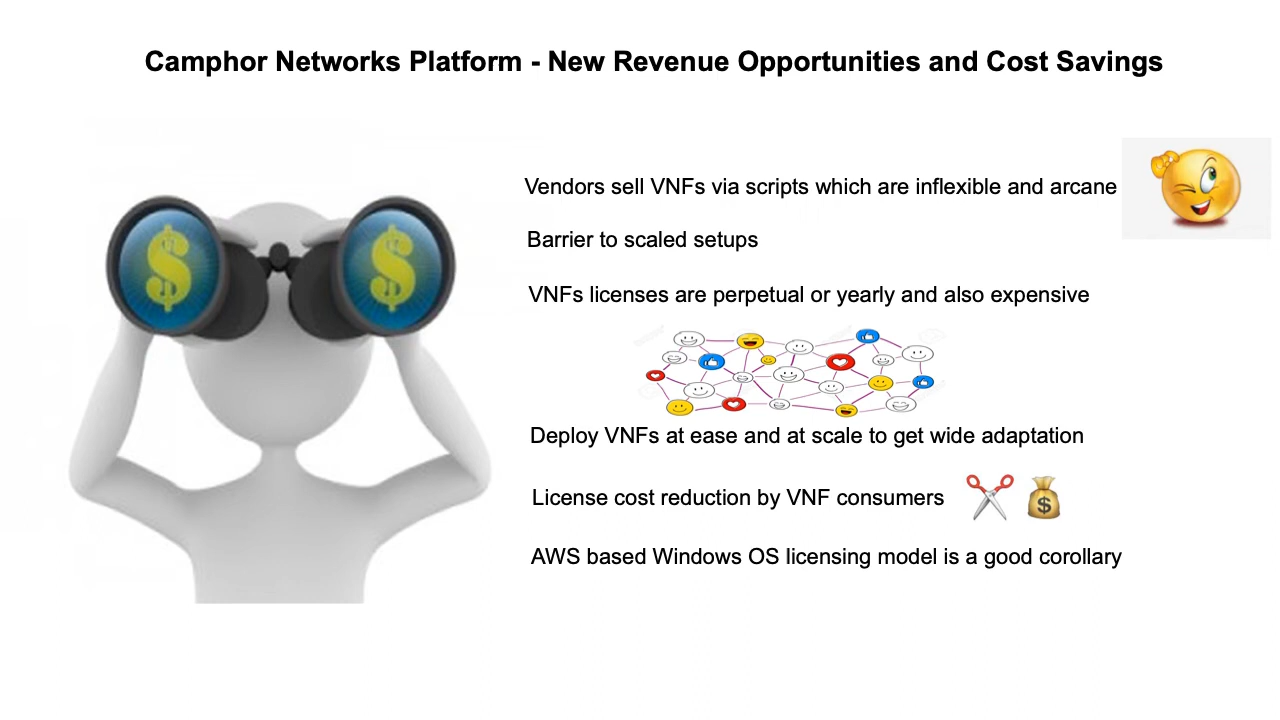 Camphor Networks Platform - New Revenue Opportunities and Cost Savings
Vendors sell VNFs via scripts which are inflexible and arcane
Barrier to scaled setups
VNFs licenses are perpetual or yearly and also expensive
Deploy VNFs at ease and at scale to get wide adaptation
License cost reduction by VNF consumers
AWS based Windows OS licensing model is a good corollary